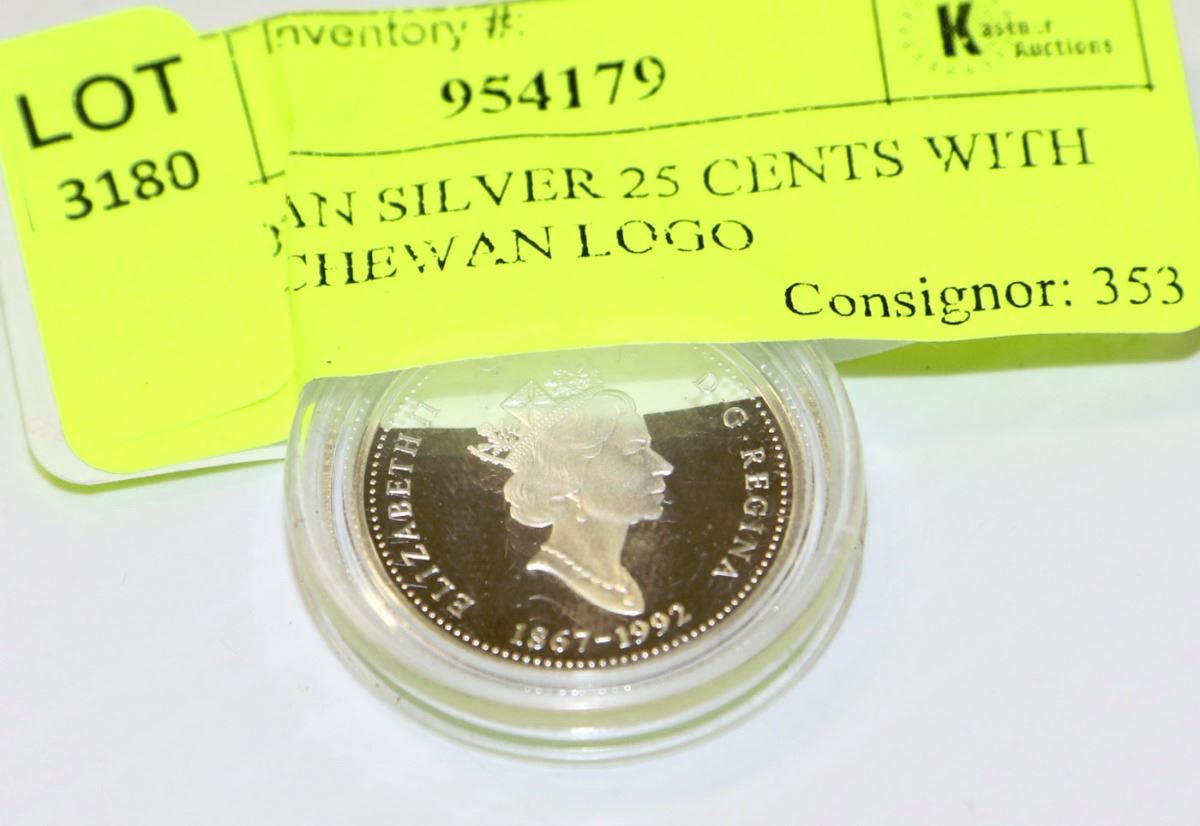 LOT
3180
Inventory #:
954179
Auctions
AN SILVER 25 CENTS WITH
CHEWAN LOGO
Consignor: 353
ELIZABETH II
D·G·REGINA
1867-1992